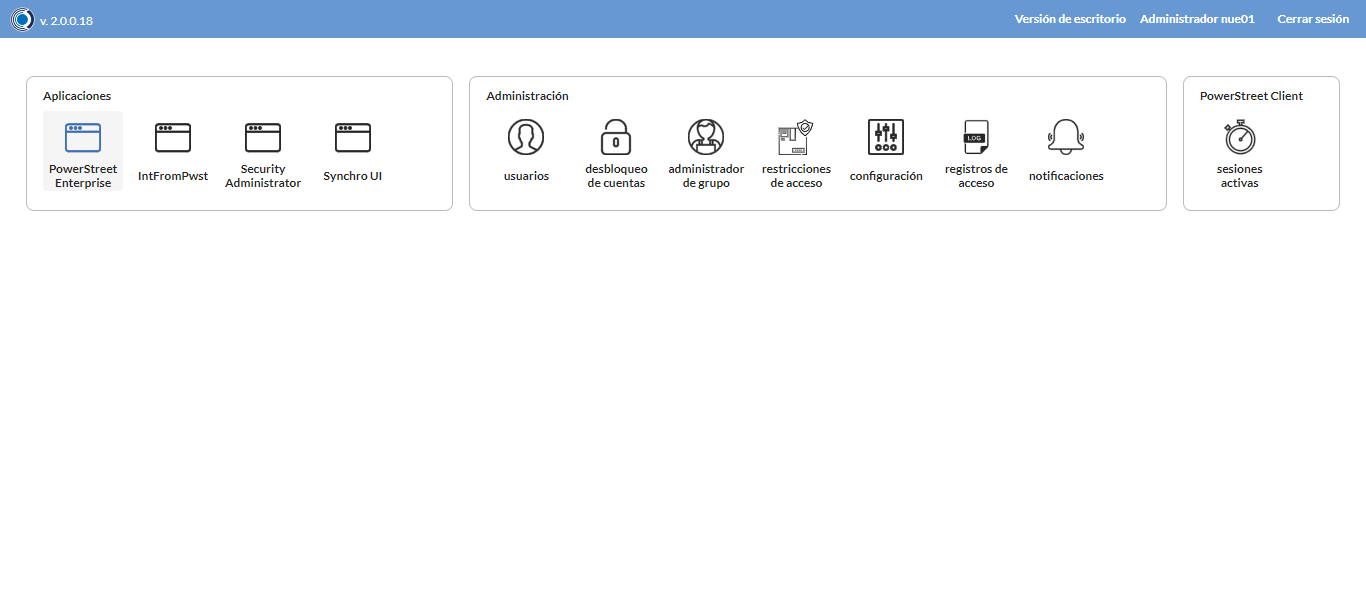 v. 2.0.0.18
Versión de escritorio
Administrador nue01
Cerrar sesión
Aplicaciones
PowerStreet
Enterprise
IntFromPwst
Security
Administrator
Synchro UI
Administración
usuarios
desbloqueo
de cuentas
administrador
de grupo
restricciones
de acceso
configuración
LOG
registros de
acceso
notificaciones
PowerStreet Client
sesiones
activas